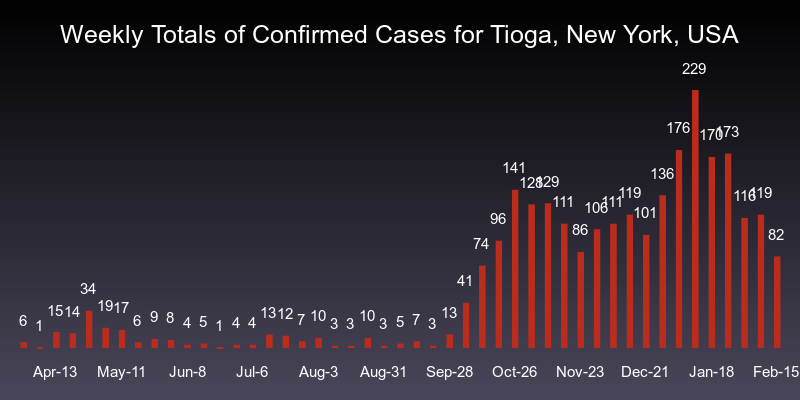 Weekly Totals of Confirmed Cases for Tioga, New York, USA
6 1 15 14 34 19 17 6 9 8 4 5 1 4 4 13 12 7 10 3 3 10 3 5 7 3 13 41 74 96 141 128 129 111 86 106 111 119 101 136 176 229 170 173 116 119 82
Apr-13 May-11 Jun-8 Jul-6 Aug-3 Aug-31 Sep-28 Oct-26 Nov-23 Dec-21 Jan-18 Feb-15